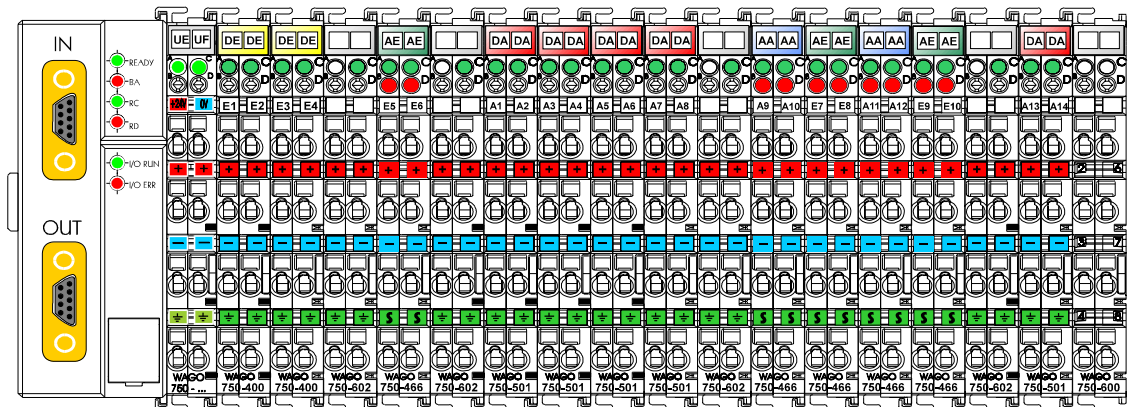 IN
READY
BA
RC
RD
I/O RUN
I/O ERR
OUT
UE UF DE DE DE DE AE AE DA DA DA DA DA DA DA DA AA AA AE AE AA AA AE AE DA DA
C C C C C C C C C C C C C C C C C C
B D B D B D B D B D B D B D B D B D B D B D B D B D B D B D B D B D B D
+24V 0V E1 E2 E3 E4 E5 E6 A1 A2 A3 A4 A5 A6 A7 A8 A9 A10 E7 E8 A11 A12 E9 E10 A13 A14
+ + + + + + + + + + + + + + + + + + + + + + + + + + + + + + + + + + 2 6
− − − − − − − − − − − − − − − − − − − − − − − − − − − − − − − − − − 3 7
S S S S S S S S S S 4 8
WAGO WAGO WAGO WAGO WAGO WAGO WAGO WAGO WAGO WAGO WAGO WAGO WAGO WAGO WAGO WAGO WAGO WAGO
750 - ... 750-400 750-400 750-602 750-466 750-602 750-501 750-501 750-501 750-501 750-602 750-466 750-466 750-466 750-466 750-602 750-501 750-600